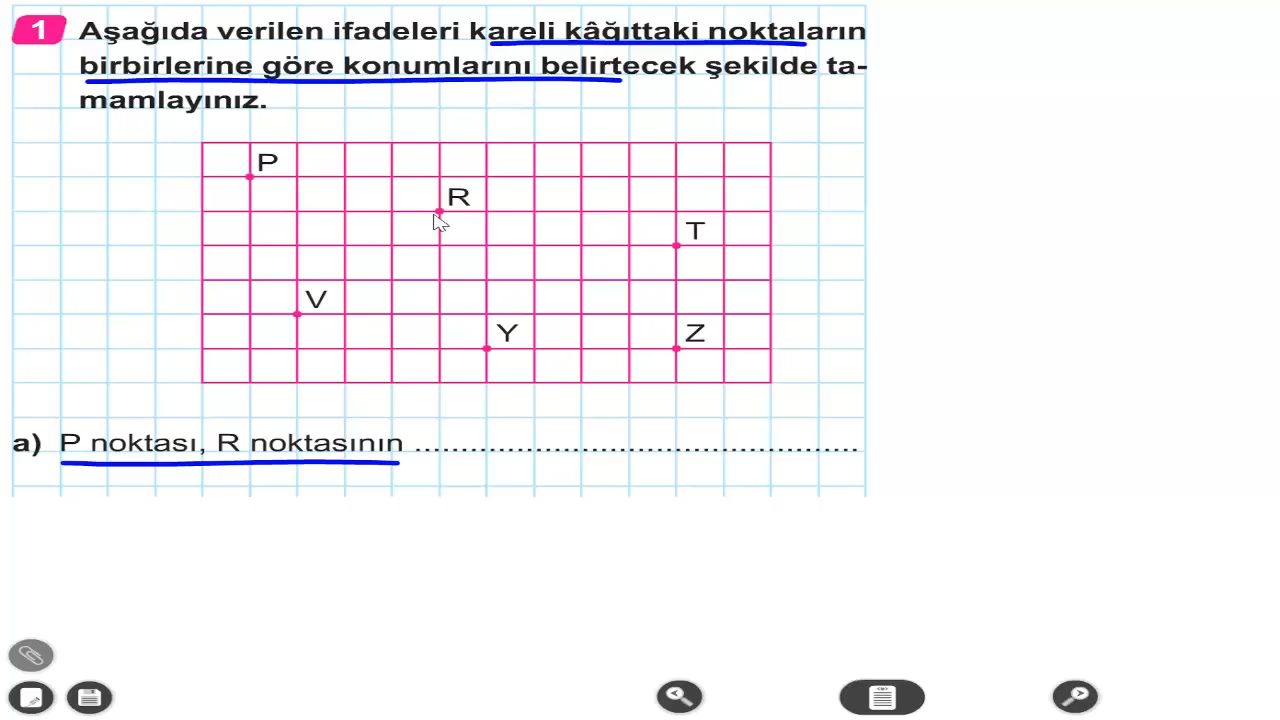 1 Aşağıda verilen ifadeleri kareli kâğıttaki noktaların
birbirlerine göre konumlarını belirtecek şekilde ta-
mamlayınız.
P
R
T
V
Y
Z
a) P noktası, R noktasının ................................................